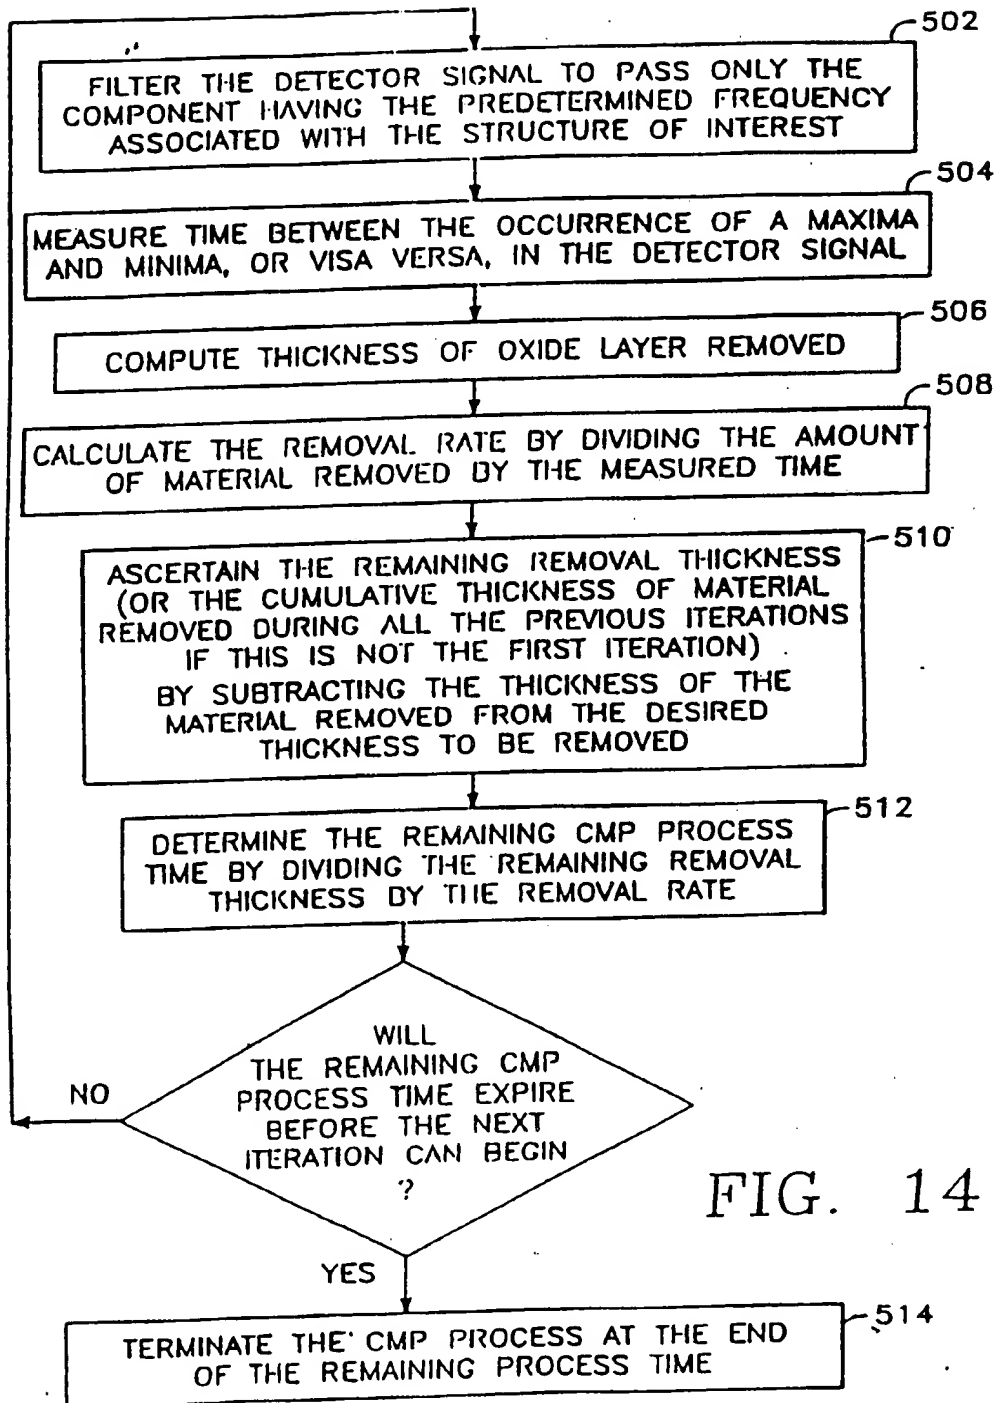 502
FILTER THE DETECTOR SIGNAL TO PASS ONLY THE
COMPONENT HAVING THE PREDETERMINED FREQUENCY
ASSOCIATED WITH THE STRUCTURE OF INTEREST
504
MEASURE TIME BETWEEN THE OCCURRENCE OF A MAXIMA
AND MINIMA, OR VISA VERSA, IN THE DETECTOR SIGNAL
506
COMPUTE THICKNESS OF OXIDE LAYER REMOVED
508
CALCULATE THE REMOVAL RATE BY DIVIDING THE AMOUNT
OF MATERIAL REMOVED BY THE MEASURED TIME
510
ASCERTAIN THE REMAINING REMOVAL THICKNESS
(OR THE CUMULATIVE THICKNESS OF MATERIAL
REMOVED DURING ALL THE PREVIOUS ITERATIONS
IF THIS IS NOT THE FIRST ITERATION)
BY SUBTRACTING THE THICKNESS OF THE
MATERIAL REMOVED FROM THE DESIRED
THICKNESS TO BE REMOVED
512
DETERMINE THE REMAINING CMP PROCESS
TIME BY DIVIDING THE REMAINING REMOVAL
THICKNESS BY THE REMOVAL RATE
WILL
THE REMAINING CMP
PROCESS TIME EXPIRE
BEFORE THE NEXT
ITERATION CAN BEGIN
?
NO
FIG. 14
YES
514
TERMINATE THE CMP PROCESS AT THE END
OF THE REMAINING PROCESS TIME